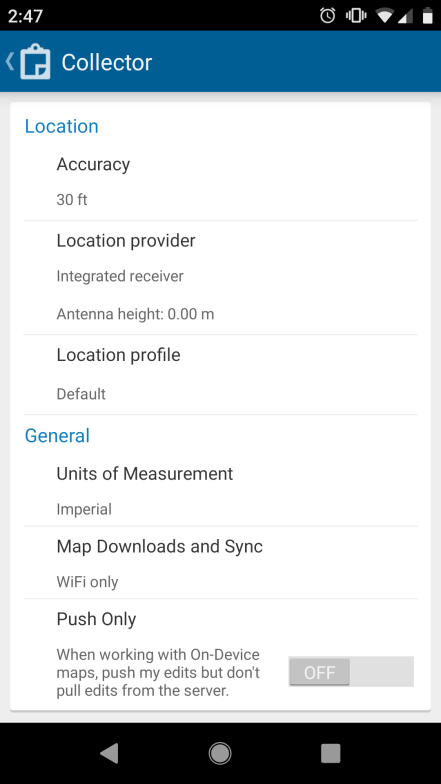 2:47
Collector
Location
Accuracy
30 ft
Location provider
Integrated receiver
Antenna height: 0.00 m
Location profile
Default
General
Units of Measurement
Imperial
Map Downloads and Sync
WiFi only
Push Only
When working with On-Device
maps, push my edits but don't
pull edits from the server.
OFF